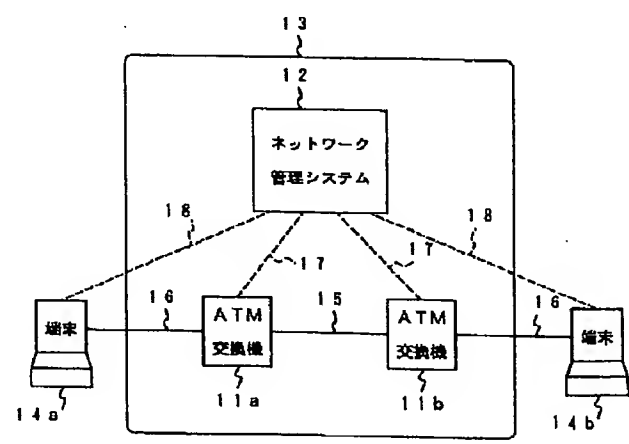 13
12
ネットワーク
管理システム
18
18
17
17
16
15
16
端末
ATM
交換機
ATM
交換機
端末
14a
11a
11b
14b